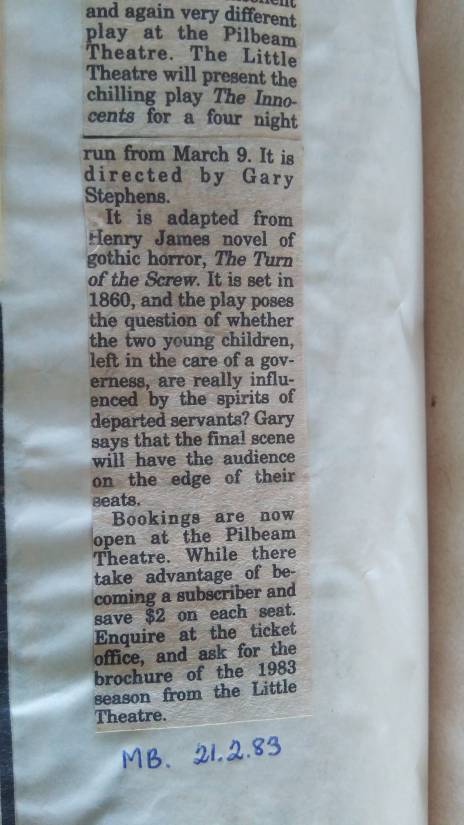 and again very different
play at the Pilbeam
Theatre. The Little
Theatre will present the
chilling play The Inno-
cents for a four night
run from March 9. It is
directed by Gary
Stephens.
It is adapted from
Henry James novel of
gothic horror, The Turn
of the Screw. It is set in
1860, and the play poses
the question of whether
the two young children,
left in the care of a gov-
erness, are really influ-
enced by the spirits of
departed servants? Gary
says that the final scene
will have the audience
on the edge of their
seats.
Bookings are now
open at the Pilbeam
Theatre. While there
take advantage of be-
coming a subscriber and
save $2 on each seat.
Enquire at the ticket
office, and ask for the
brochure of the 1983
season from the Little
Theatre.
MB. 21.2.83